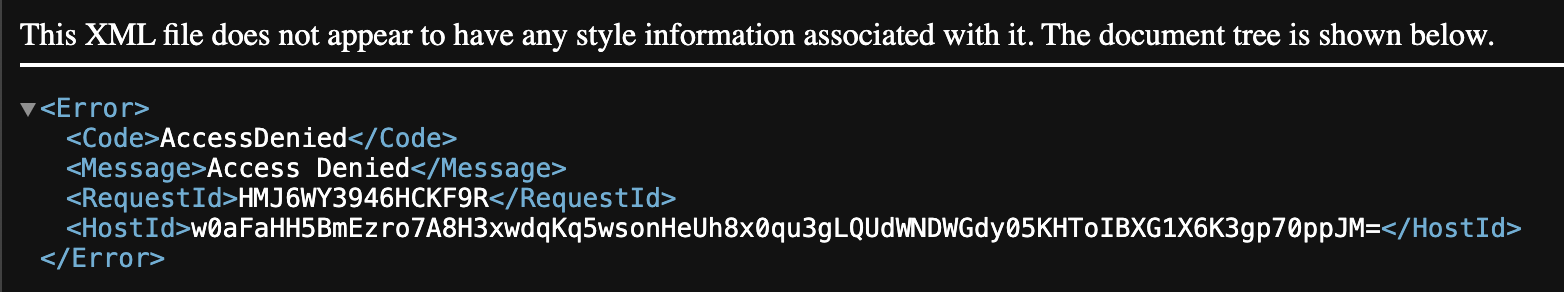 This XML file does not appear to have any style information associated with it. The document tree is shown below.
<Error>
<Code>AccessDenied</Code>
<Message>Access Denied</Message>
<RequestId>HMJ6WY3946HCKF9R</RequestId>
<HostId>w0aFaHH5BmEzro7A8H3xwdqKq5wsonHeUh8x0qu3gLQUdWNDWGdy05KHToIBXG1X6K3gp70ppJM=</HostId>
</Error>